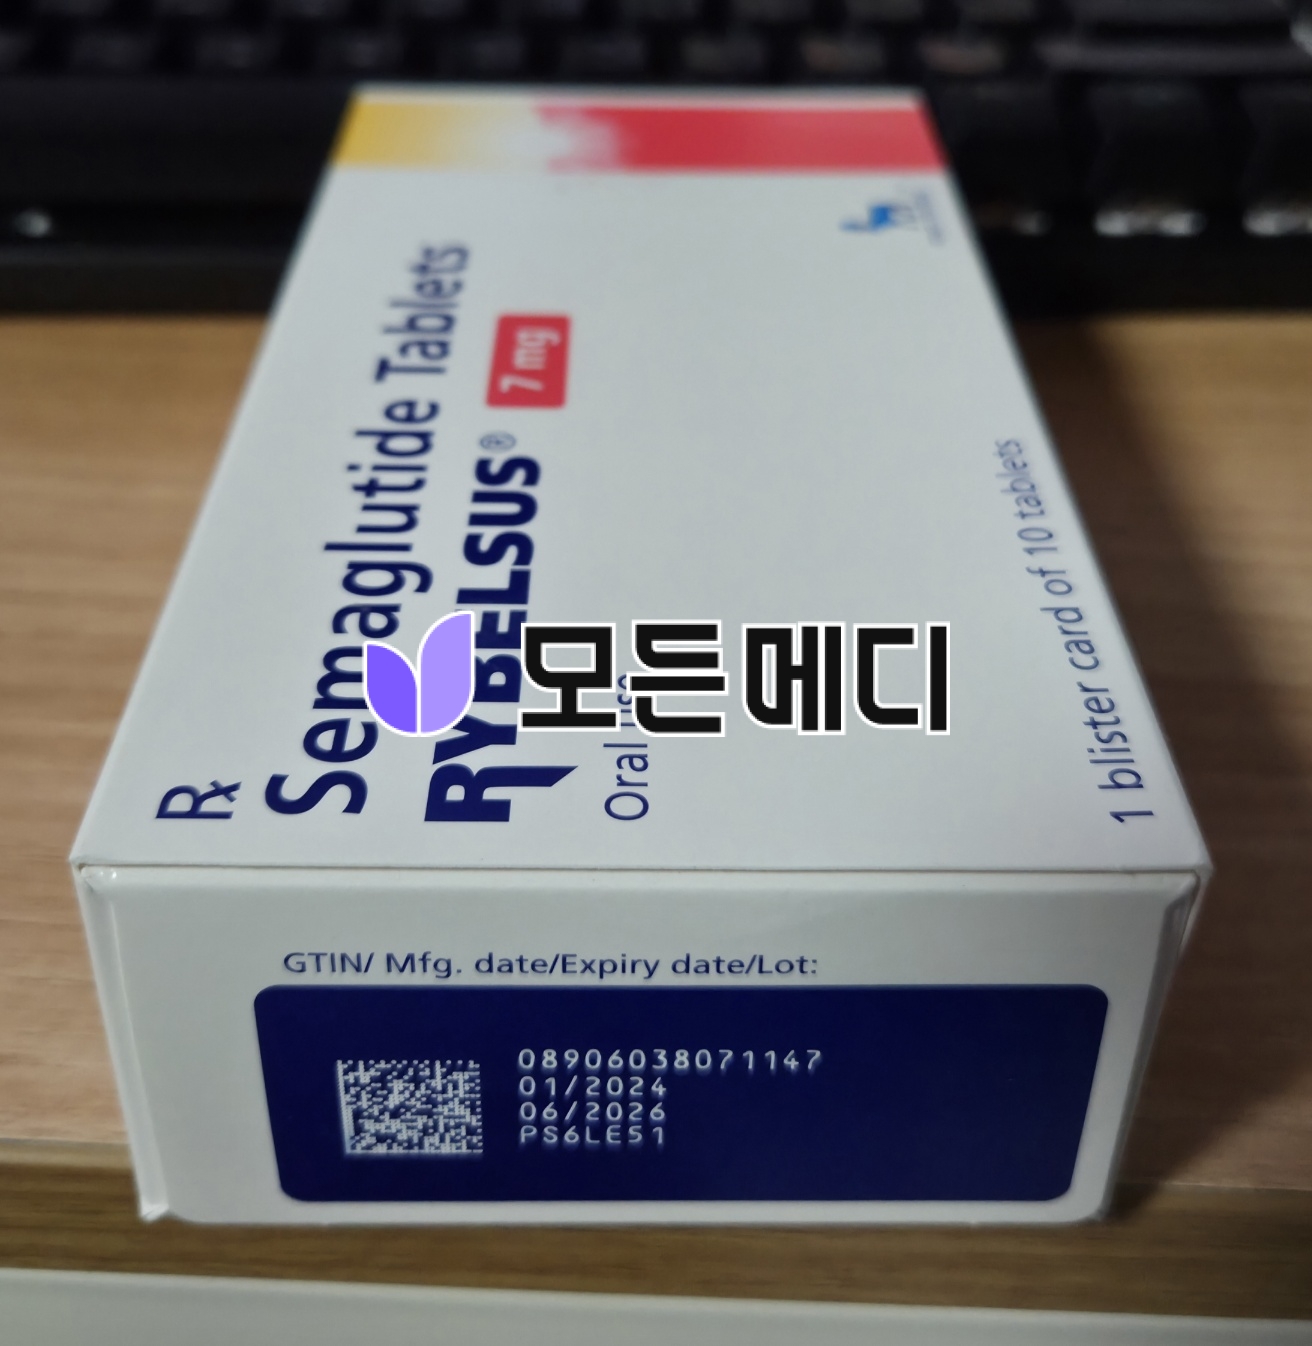 Rx
Semaglutide Tablets
RYBELSUS® 7 mg
Oral use
모든메디
1 blister card of 10 tablets
GTIN/ Mfg. date/Expiry date/Lot:
08906038071147
01/2024
06/2026
PS6LE51